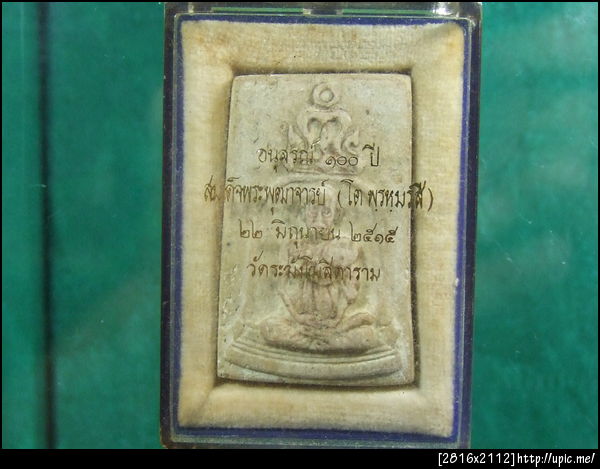 อนุสรณ์ ๑๐๐ ปี
สมเด็จพระพุฒาจารย์ (โต พฺรหฺมรํสี)
๒๒ มิถุนายน ๒๕๑๕
วัดระฆังโฆสิตาราม
[2816x2112]http://upic.me/